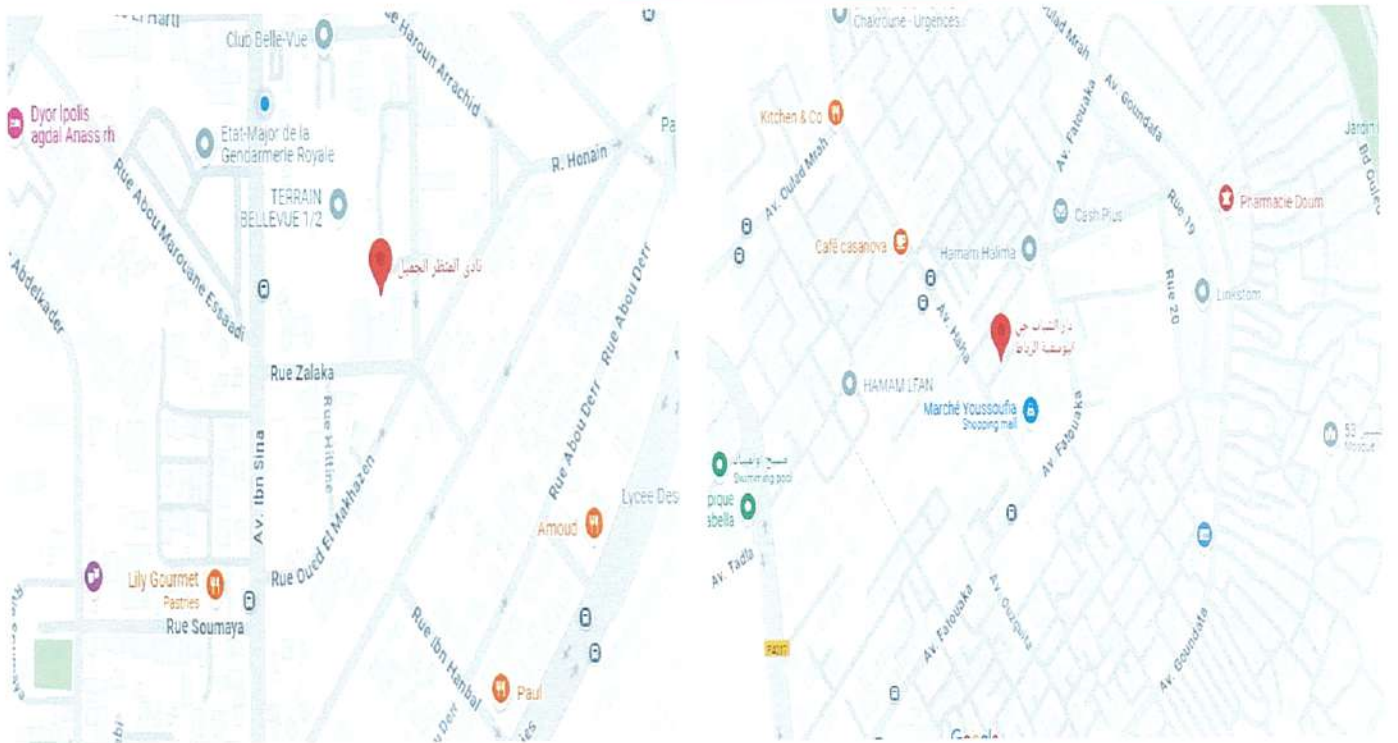 Club Belle-Vue
Haroun Arrachid
Dyor Ipolis
agdal Anass rh
Etat-Major de la
Gendarmerie Royale
R. Honain
Rue Abou Marouane Essaadi
TERRAIN
BELLEVUE 1/2
نادي المنظر الجميل
Abdelkader
Rue Zalaka
Rue Hittine
Av. Ibn Sina
Rue Oued El Makhazen
Rue Abou Derr
Rue Abou Derr
Lycee Des
Amoud
Lily Gourmet
Pastries
Rue Soumaya
Rue Ibn Hanbal
Paul
Chakroune - Urgences
Oulad Mrah
Kitchen & Co
Av. Oulad Mrah
Av. Fatouaka
Av. Goundafa
Jardin
Cash Plus
Rue 19
Pharmacie Doum
Café casanova
Hamam Halima
Rue 20
Linkstom
Av. Haha
دار الشباب حي
اليوسفية الرباط
HAMAM LFAN
Marché Youssoufia
Shopping mall
Av. Fatouaka
53
Mosque
Swimming pool
Av. Tadla
Av. Fatouaka
Av. Ouzguita
Av. Goundafa
Google